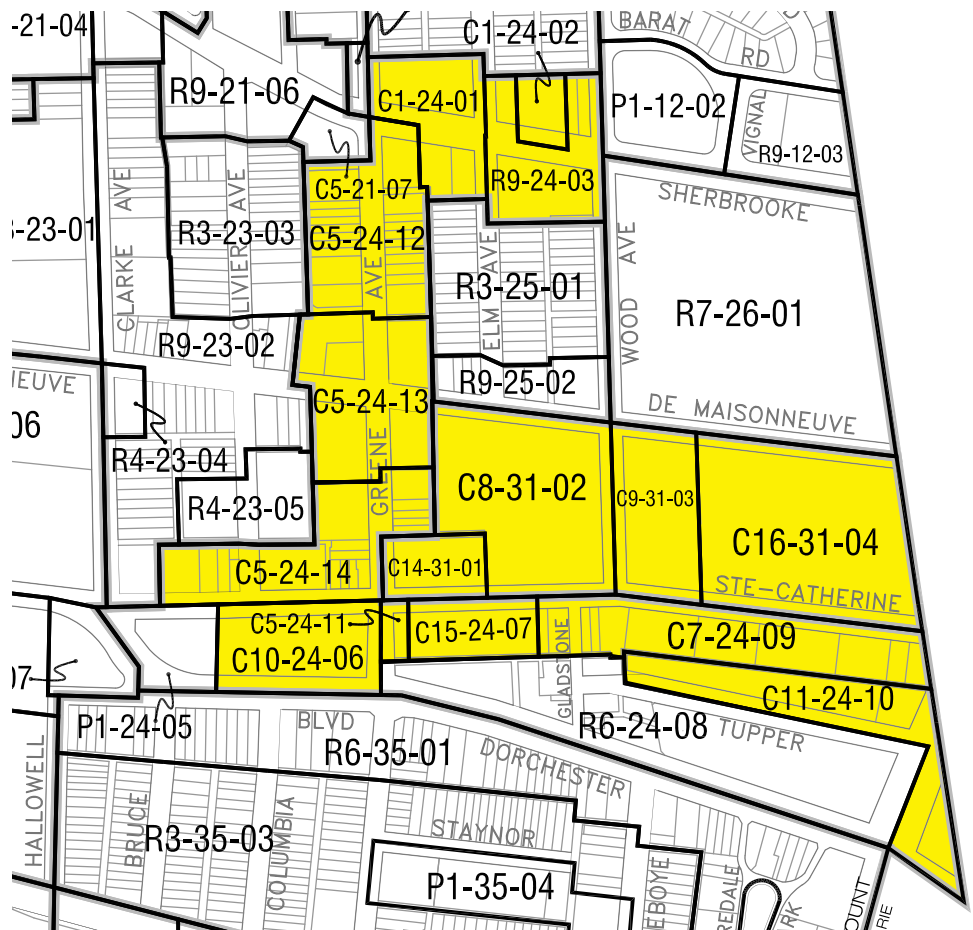 -21-04
C1-24-02
BARAT
RD
R9-21-06
C1-24-01
P1-12-02
VIGNAL
R9-12-03
CLARKE AVE
OLIVIER AVE
C5-21-07
R9-24-03
SHERBROOKE
-23-01
R3-23-03
C5-24-12
AVE
ELM AVE
R3-25-01
WOOD AVE
R7-26-01
R9-23-02
R9-25-02
NEUVE
C5-24-13
DE MAISONNEUVE
06
GREENE
R4-23-04
R4-23-05
C8-31-02
C9-31-03
C16-31-04
C5-24-14
C14-31-01
STE-CATHERINE
C5-24-11
C15-24-07
C7-24-09
C10-24-06
GLADSTONE
07
C11-24-10
P1-24-05
BLVD
R6-24-08
TUPPER
R6-35-01
DORCHESTER
HALLOWELL
BRUCE
R3-35-03
COLUMBIA
STAYNOR
P1-35-04
EBOYE
REDALE
RK
OUNT
RIE